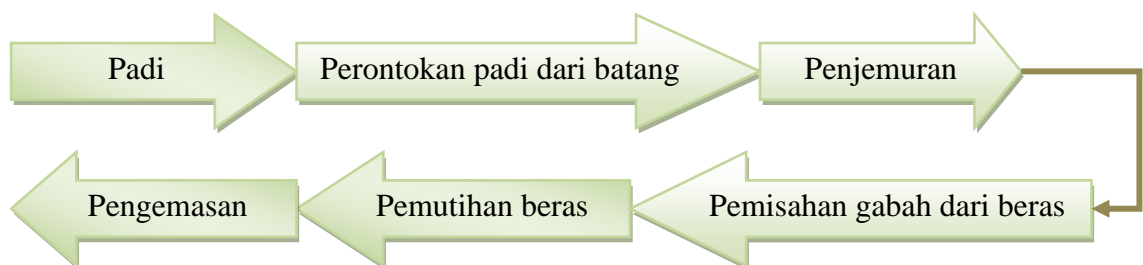 Padi
Perontokan padi dari batang
Penjemuran
Pemisahan gabah dari beras
Pemutihan beras
Pengemasan